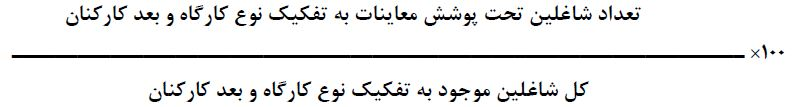 تعداد شاغلین تحت پوشش معاینات به تفکیک نوع کارگاه و بعد کارکنان
×۱۰۰
کل شاغلین موجود به تفکیک نوع کارگاه و بعد کارکنان